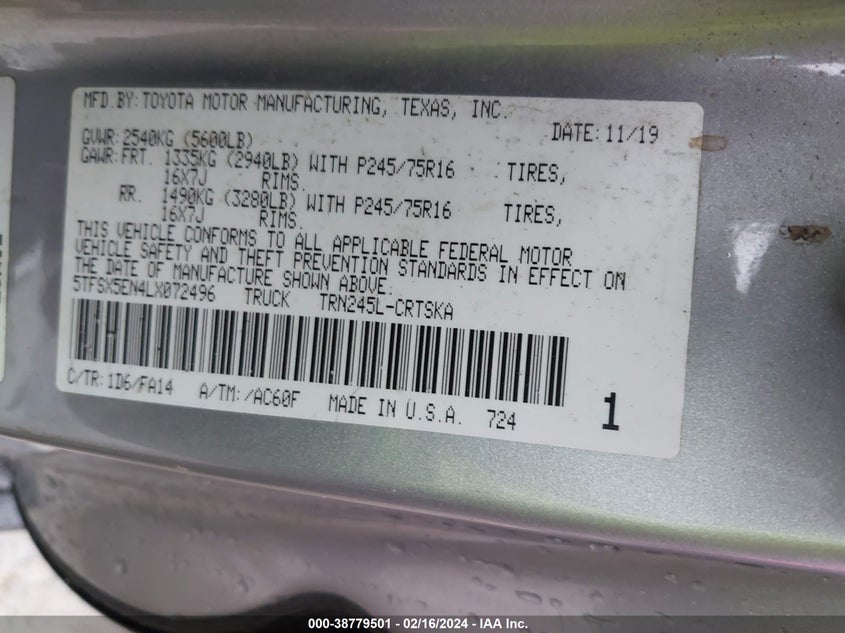 MFD.BY:TOYOTA MOTOR MANUFACTURING, TEXAS, INC.
DATE:11/19
GVWR:2540KG (5600LB)
GAWR:FRT. 1335KG (2940LB) WITH P245/75R16 TIRES,
16X7J RIMS.
RR. 1490KG (3280LB) WITH P245/75R16 TIRES,
16X7J RIMS.
THIS VEHICLE CONFORMS TO ALL APPLICABLE FEDERAL MOTOR
VEHICLE SAFETY AND THEFT PREVENTION STANDARDS IN EFFECT ON
THE DATE OF MANUFACTURE SHOWN ABOVE.
5TFSX5EN4LX072496 TRUCK TRN245L-CRTSKA
C/TR:1D6/FA14 A/TM:/AC60F MADE IN U.S.A. 724 1
000-38779501 - 02/16/2024 - IAA Inc.